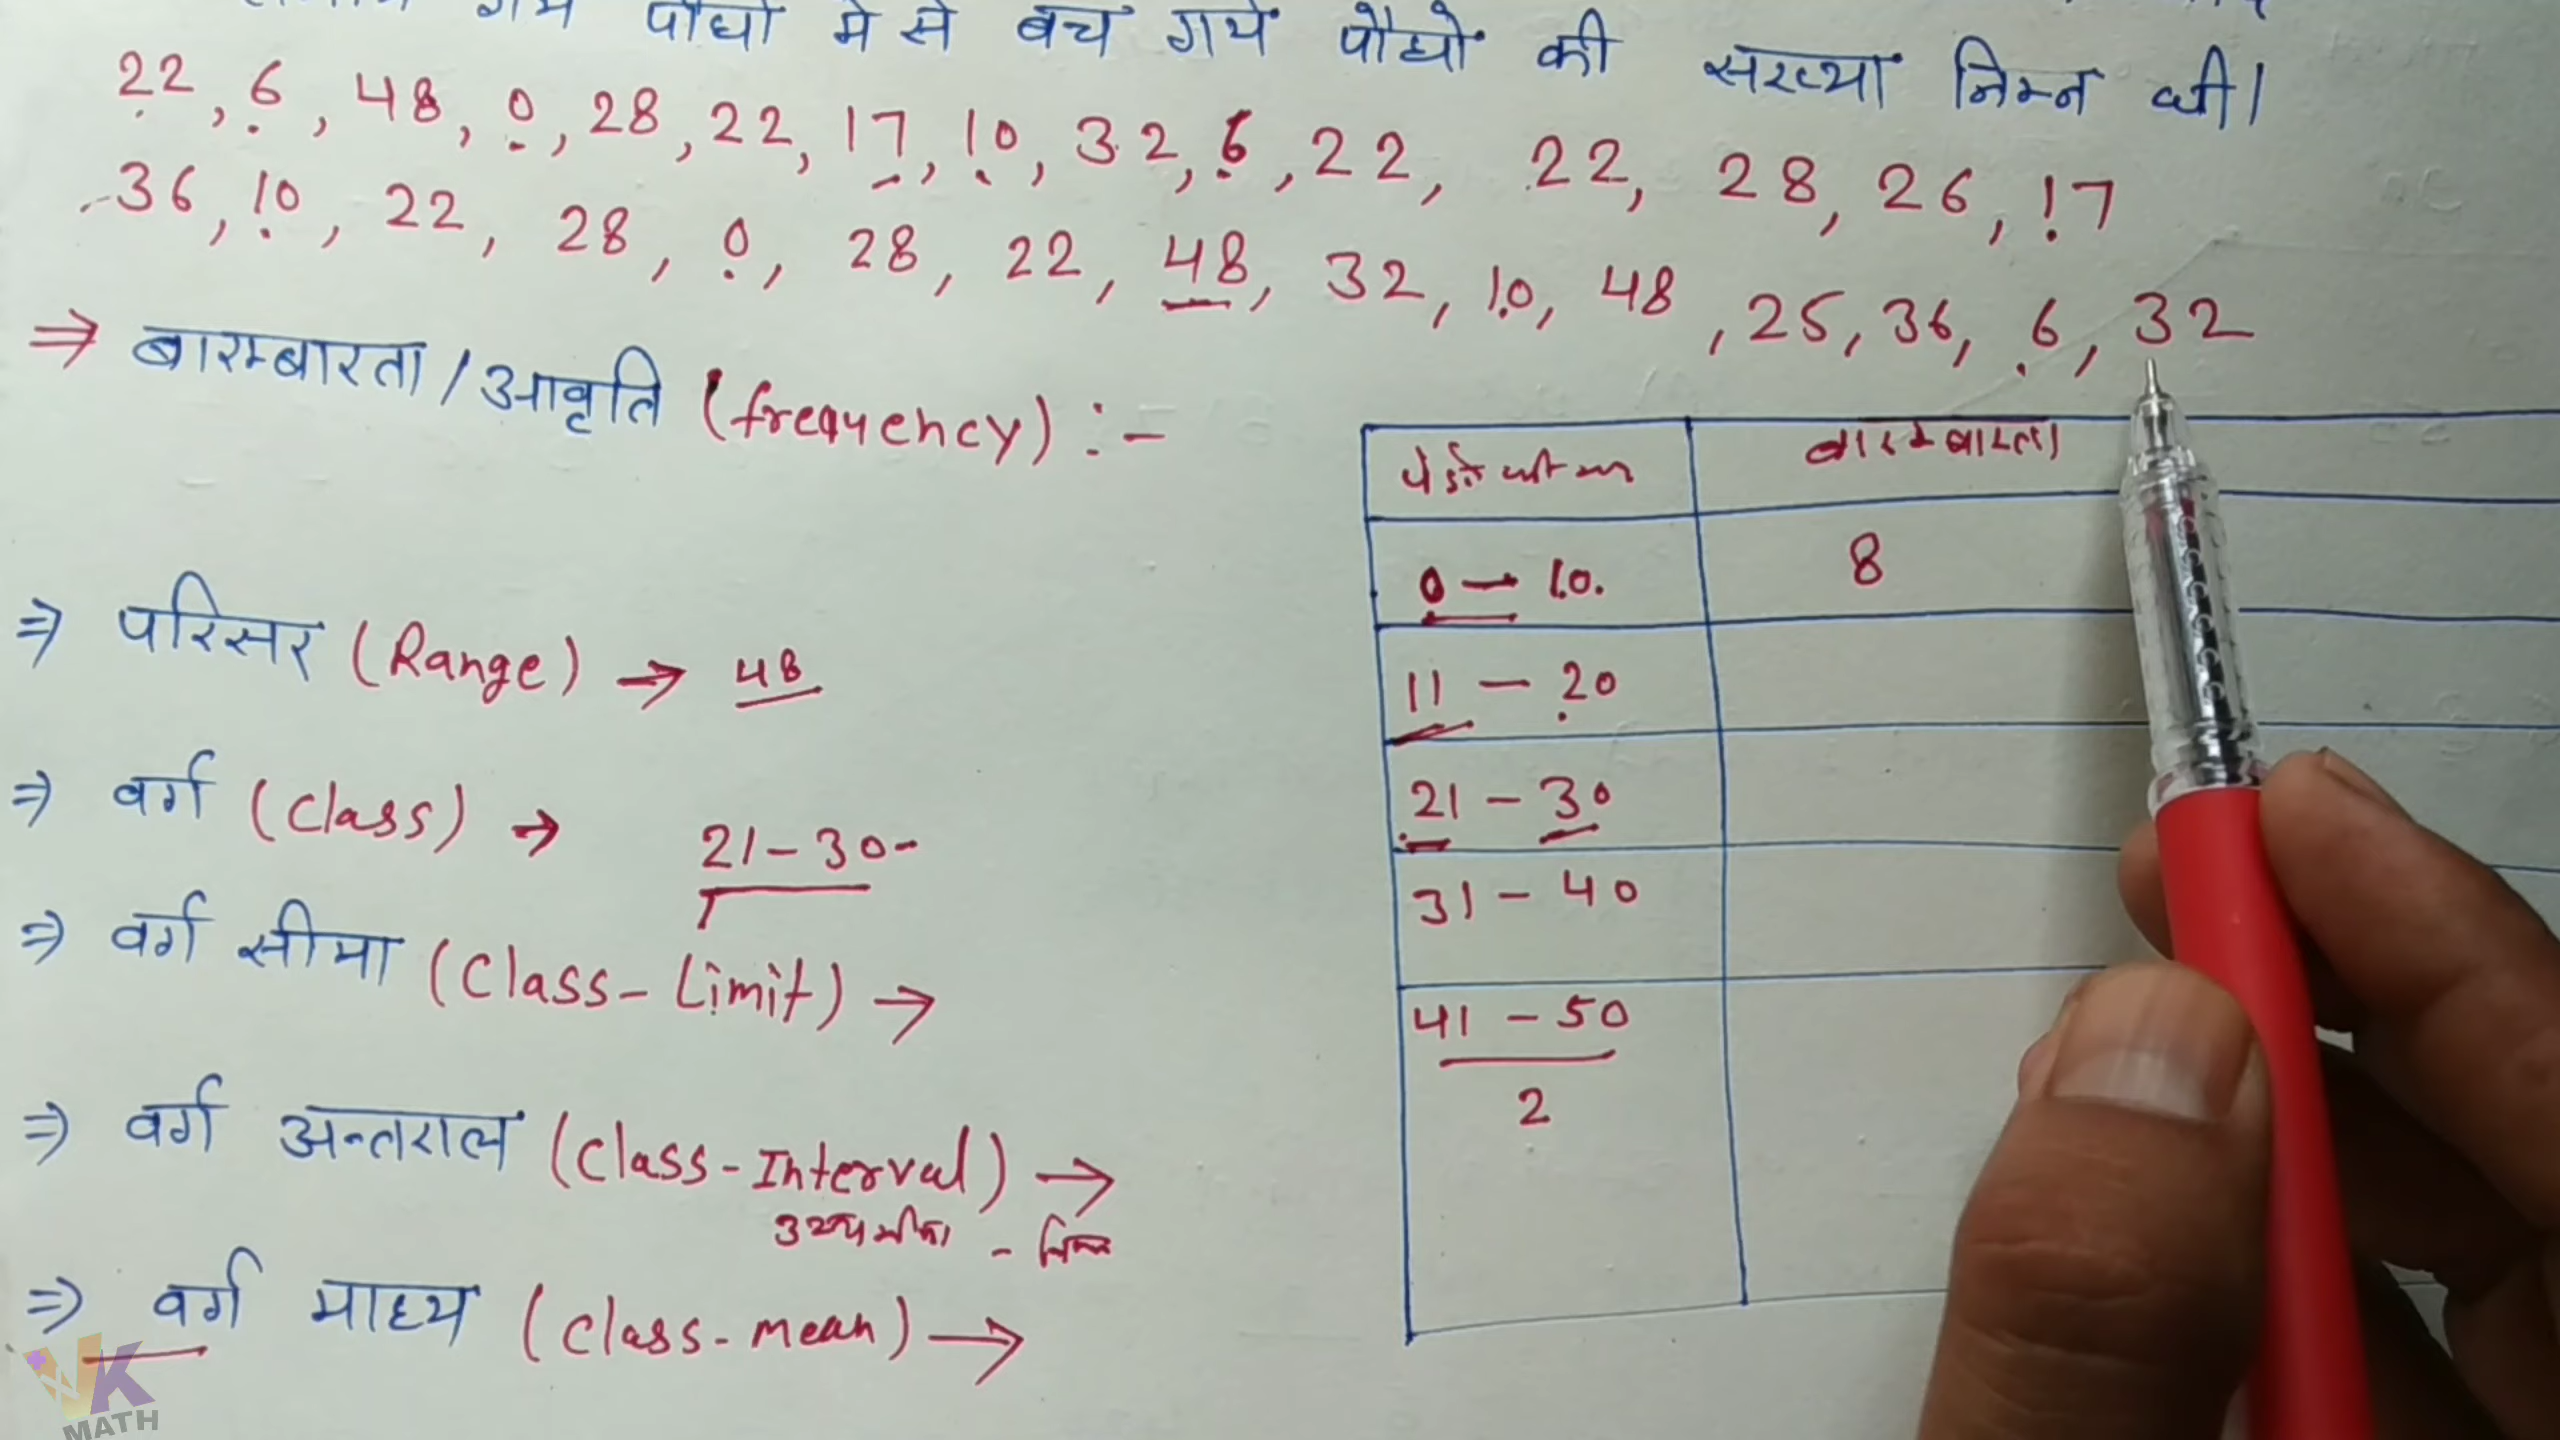 गये पौधों मे से बच गये पौधों की सख्या निम्न थी।
22, 6, 48, 0, 28, 22, 17, 10, 32, 6, 22, 22, 28, 26, 17
36, 10, 22, 28, 0, 28, 22, 48, 32, 10, 48, 25, 36, 6, 32
⇒ बारम्बारता / आवृति (frequency) :-
⇒ परिसर (Range) → 48
⇒ वर्ग (Class) → 21-30-
⇒ वर्ग सीमा (Class-Limit) →
⇒ वर्ग अन्तराल (Class-Interval) →
⇒ वर्ग माध्य (Class-mean) →
बारम्बारता
0 — 10. 8
11 — 20
21 - 30
31 - 40
41 - 50
2
VK
MATH